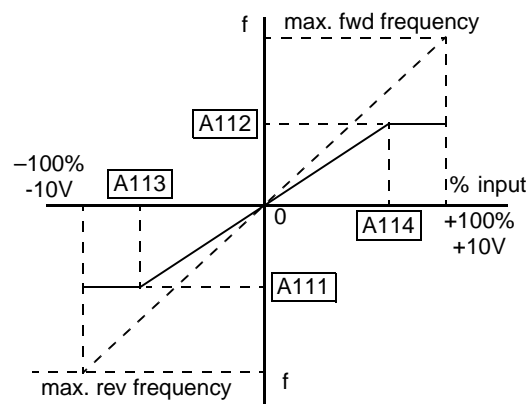 f
max. fwd frequency
A112
–100%
-10V
A113
% input
0
A114
+100%
+10V
A111
max. rev frequency
f